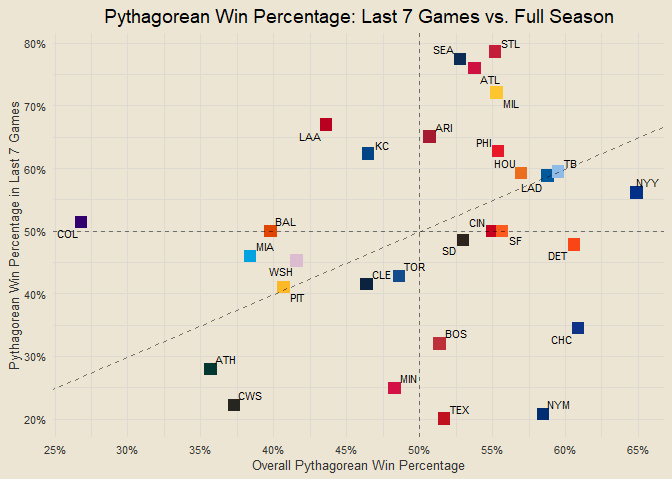 Pythagorean Win Percentage: Last 7 Games vs. Full Season
Pythagorean Win Percentage in Last 7 Games
80%
70%
60%
50%
40%
30%
20%
STL
SEA
ATL
MIL
LAA
ARI
KC
PHI
HOU
TB
LAD
NYY
COL
BAL
CIN
SF
SD
DET
MIA
WSH
TOR
CLE
PIT
BOS
CHC
ATH
MIN
CWS
TEX
NYM
25%
30%
35%
40%
45%
50%
55%
60%
65%
Overall Pythagorean Win Percentage